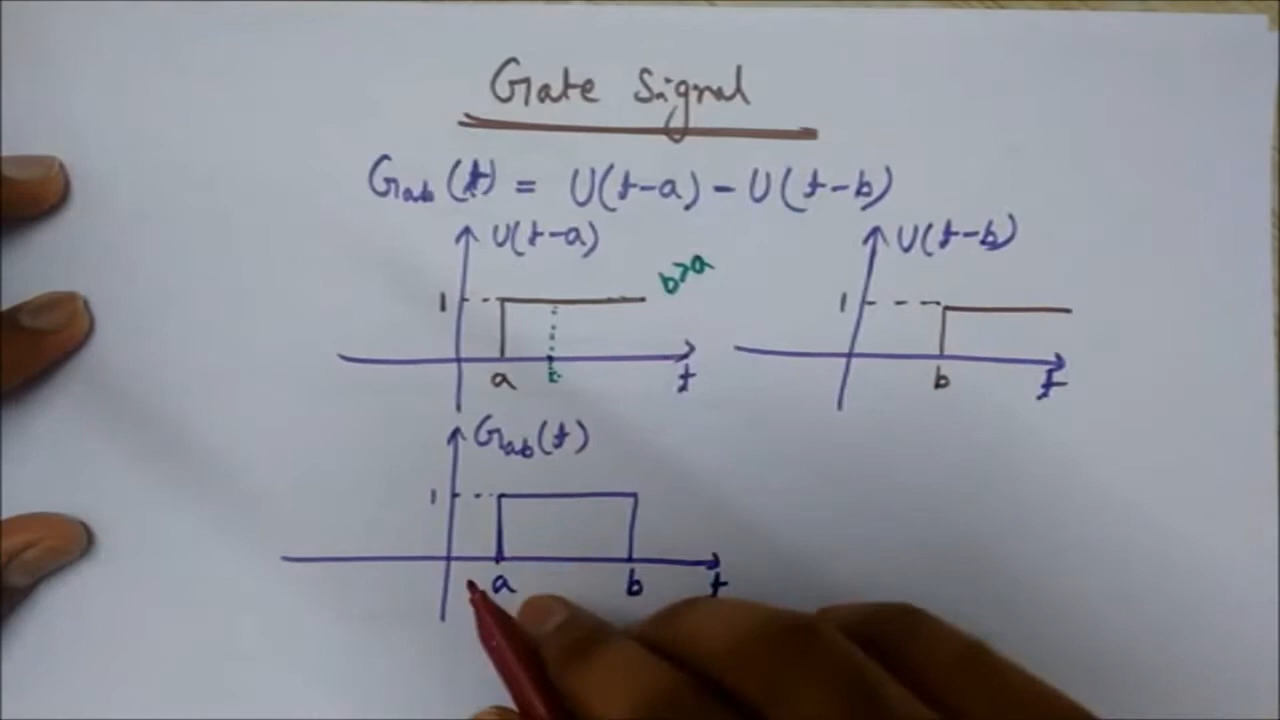 Gate Signal
Gab(t) = U(t-a) - U(t-b)
U(t-a)
b>a
1
a
t
U(t-b)
1
b
t
Gab(t)
1
a
b
t